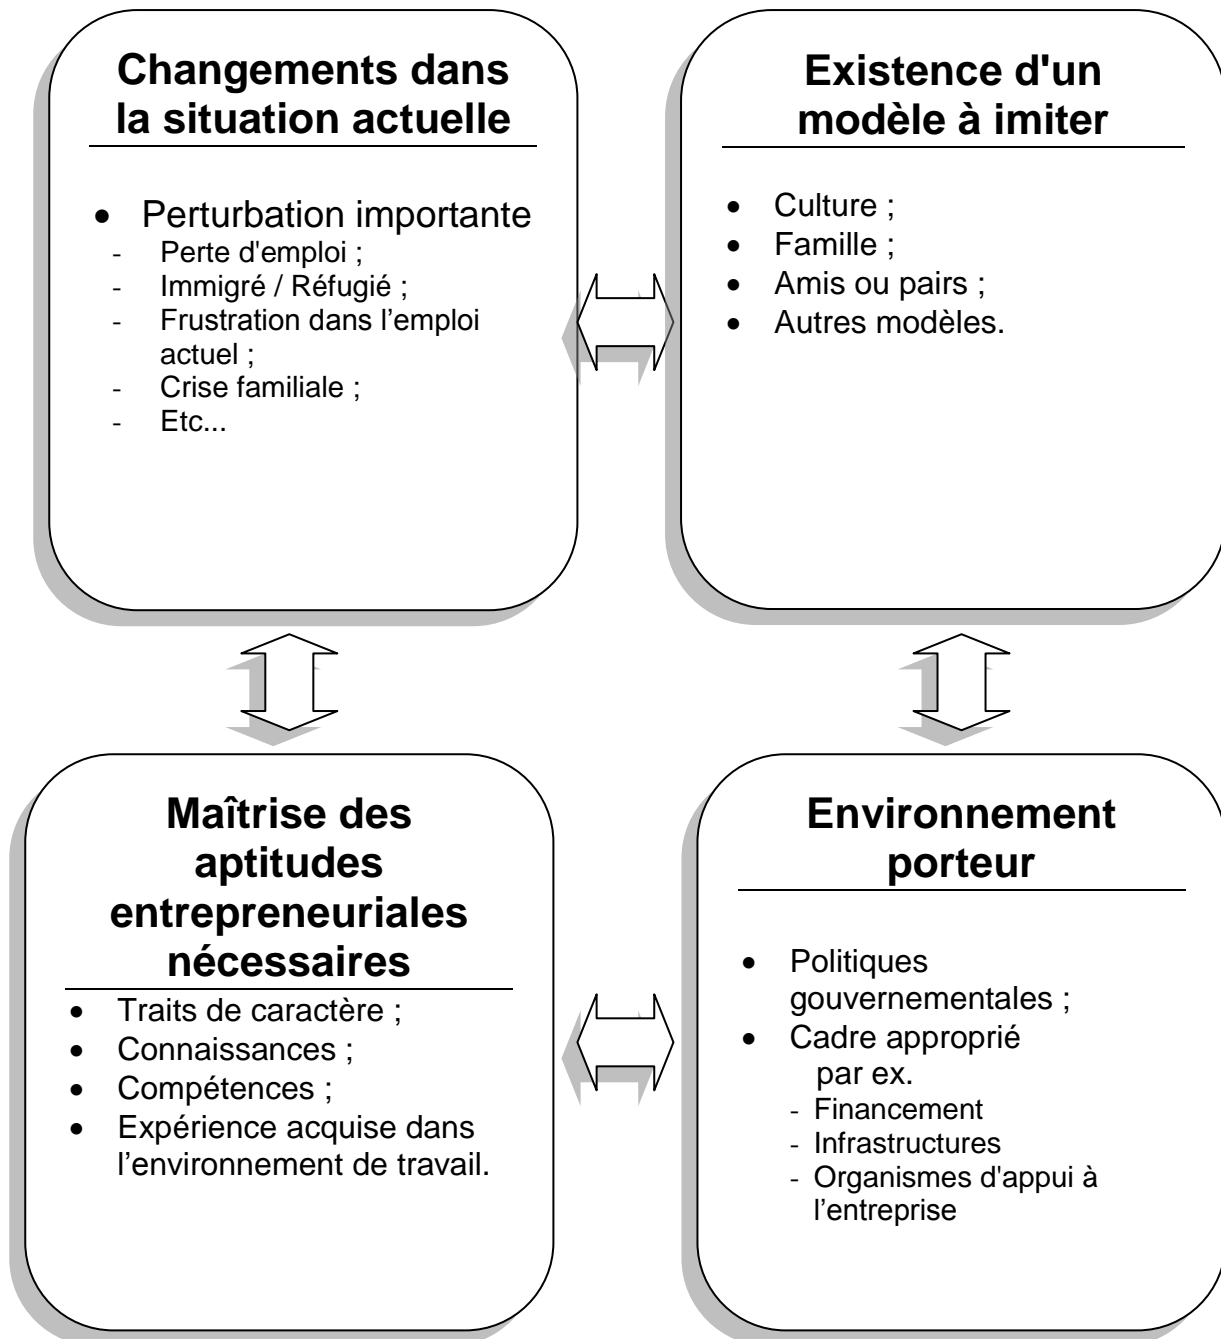 Changements dans
la situation actuelle
• Perturbation importante
- Perte d'emploi ;
- Immigré / Réfugié ;
- Frustration dans l’emploi
actuel ;
- Crise familiale ;
- Etc...
Existence d'un
modèle à imiter
• Culture ;
• Famille ;
• Amis ou pairs ;
• Autres modèles.
Maîtrise des
aptitudes
entrepreneuriales
nécessaires
• Traits de caractère ;
• Connaissances ;
• Compétences ;
• Expérience acquise dans
l’environnement de travail.
Environnement
porteur
• Politiques
gouvernementales ;
• Cadre approprié
par ex.
- Financement
- Infrastructures
- Organismes d'appui à
l’entreprise